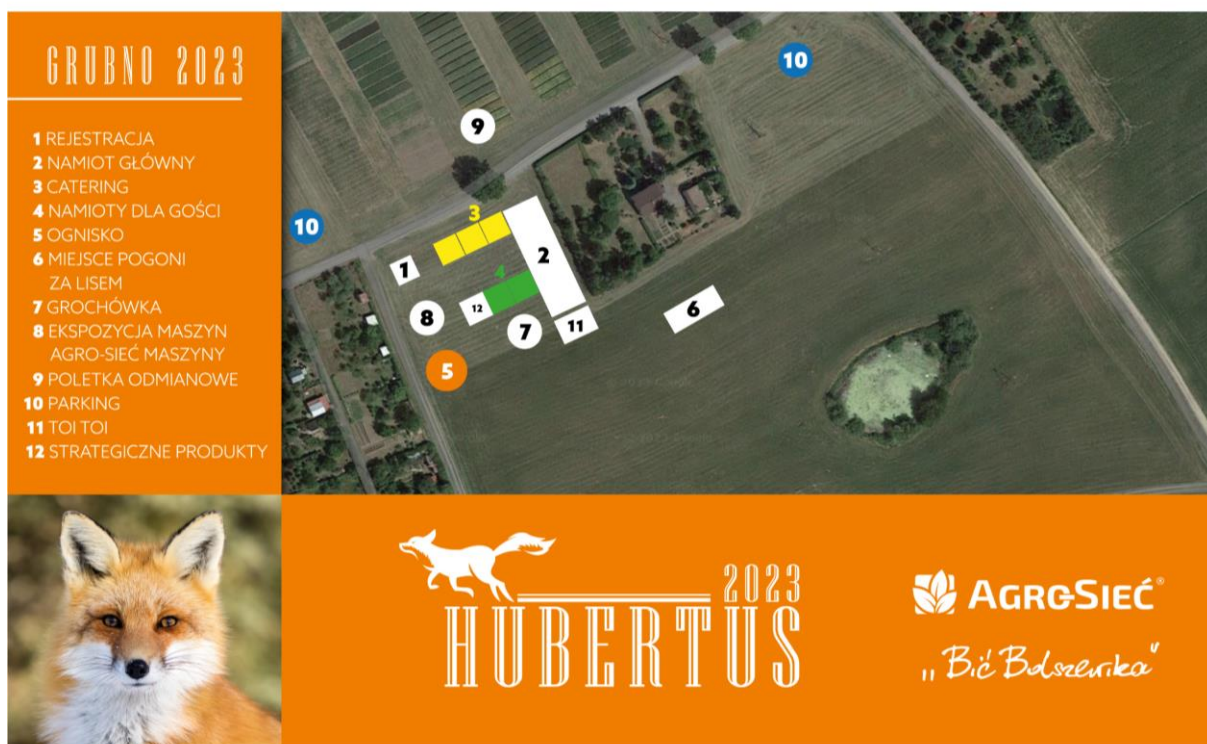 GRUBNO 2023
1 REJESTRACJA
2 NAMIOT GŁÓWNY
3 CATERING
4 NAMIOTY DLA GOŚCI
5 OGNISKO
6 MIEJSCE POGONI
ZA LISEM
7 GROCHÓWKA
8 EKSPOZYCJA MASZYN
AGRO-SIEĆ MASZYNY
9 POLETKA ODMIANOWE
10 PARKING
11 TOI TOI
12 STRATEGICZNE PRODUKTY
10
9
10
3
1
2
4
12
8
7
11
6
5
2023
HUBERTUS
AGRO-SIEĆ®
„Bić Bolszewika"